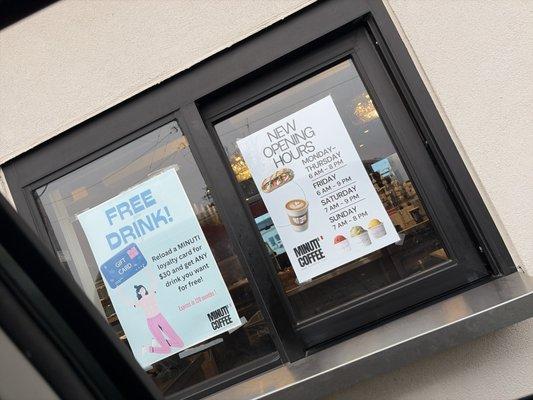 FREE
DRINK!
GIFT
CARD
Reload a MINUTI
loyalty card for
$30 and get ANY
drink you want
for free!
MINUTI'
COFFEE
NEW
OPENING
HOURS
MONDAY-
THURSDAY
6 AM - 8 PM
FRIDAY
6 AM - 9 PM
SATURDAY
7 AM - 9 PM
SUNDAY
7 AM - 8 PM
MINUTI'
COFFEE